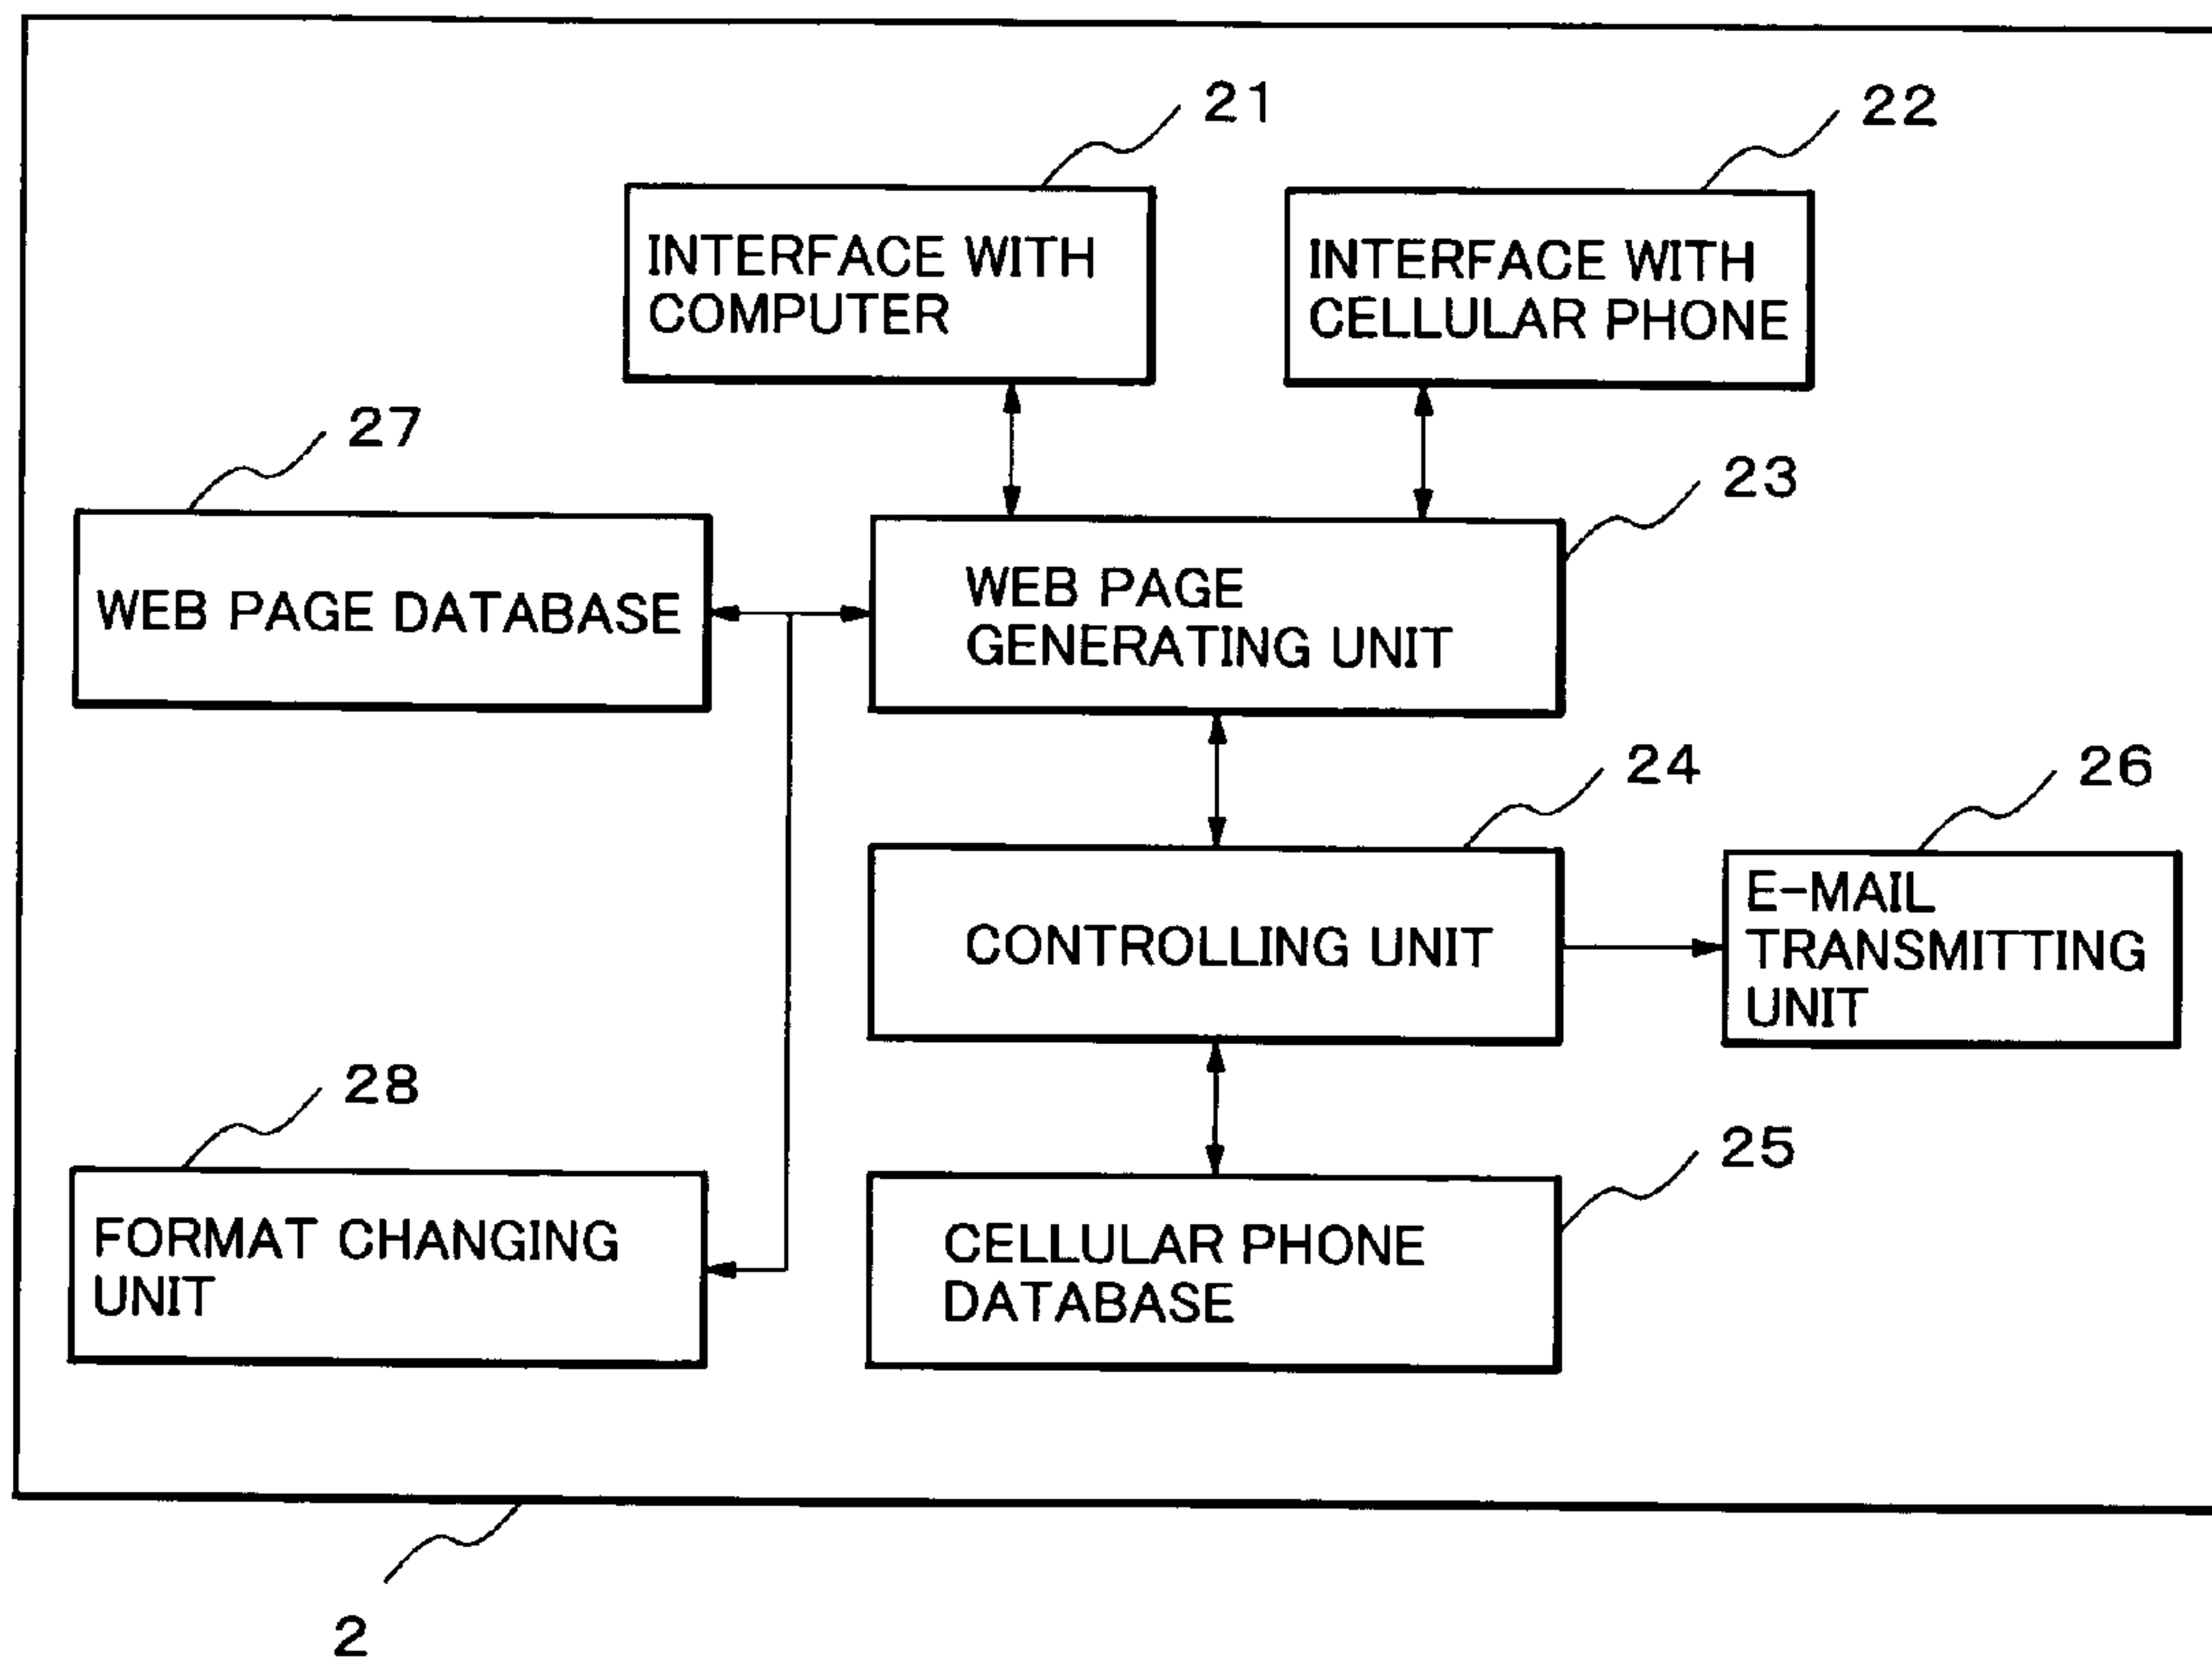 21
22
INTERFACE WITH
COMPUTER
INTERFACE WITH
CELLULAR PHONE
27
23
WEB PAGE DATABASE
WEB PAGE
GENERATING UNIT
24
26
CONTROLLING UNIT
E-MAIL
TRANSMITTING
UNIT
28
25
FORMAT CHANGING
UNIT
CELLULAR PHONE
DATABASE
2